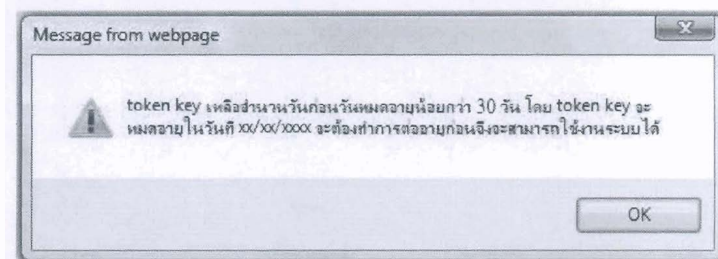 Message from webpage
token key เหลือจำนวนวันก่อนวันหมดอายุน้อยกว่า 30 วัน โดย token key จะ
หมดอายุในวันที่ xx/xx/xxxx จะต้องทำการต่ออายุก่อนจึงจะสามารถใช้งานระบบได้
OK